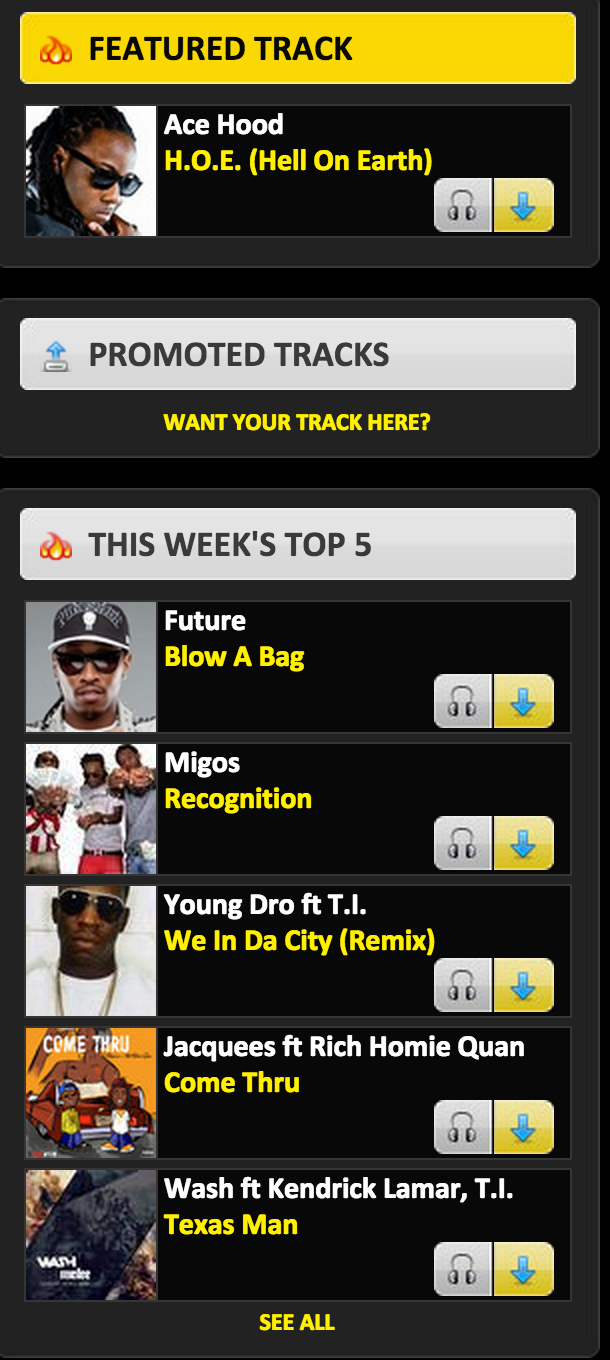 FEATURED TRACK
Ace Hood
H.O.E. (Hell On Earth)
PROMOTED TRACKS
WANT YOUR TRACK HERE?
THIS WEEK'S TOP 5
Future
Blow A Bag
Migos
Recognition
Young Dro ft T.I.
We In Da City (Remix)
COME THRU
Jacquees ft Rich Homie Quan
Come Thru
Wash ft Kendrick Lamar, T.I.
Texas Man
WASH
SEE ALL